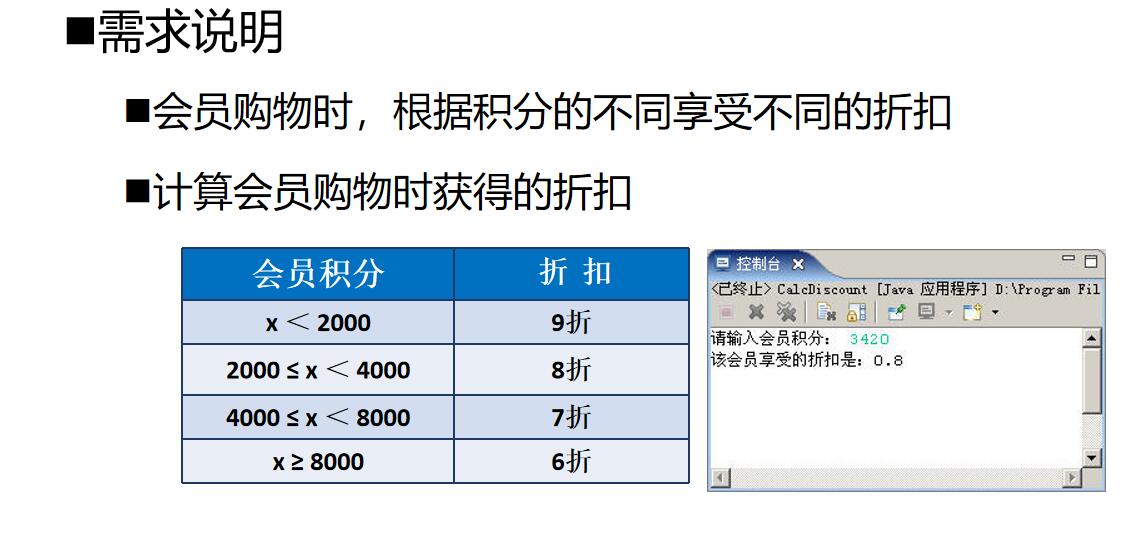 ■需求说明
■会员购物时，根据积分的不同享受不同的折扣
■计算会员购物时获得的折扣
会员积分 折 扣
x ＜ 2000 9折
2000 ≤ x ＜ 4000 8折
4000 ≤ x ＜ 8000 7折
x ≥ 8000 6折
控制台
<已终止> CalcDiscount [Java 应用程序] D:\Program Fil
请输入会员积分： 3420
该会员享受的折扣是：0.8